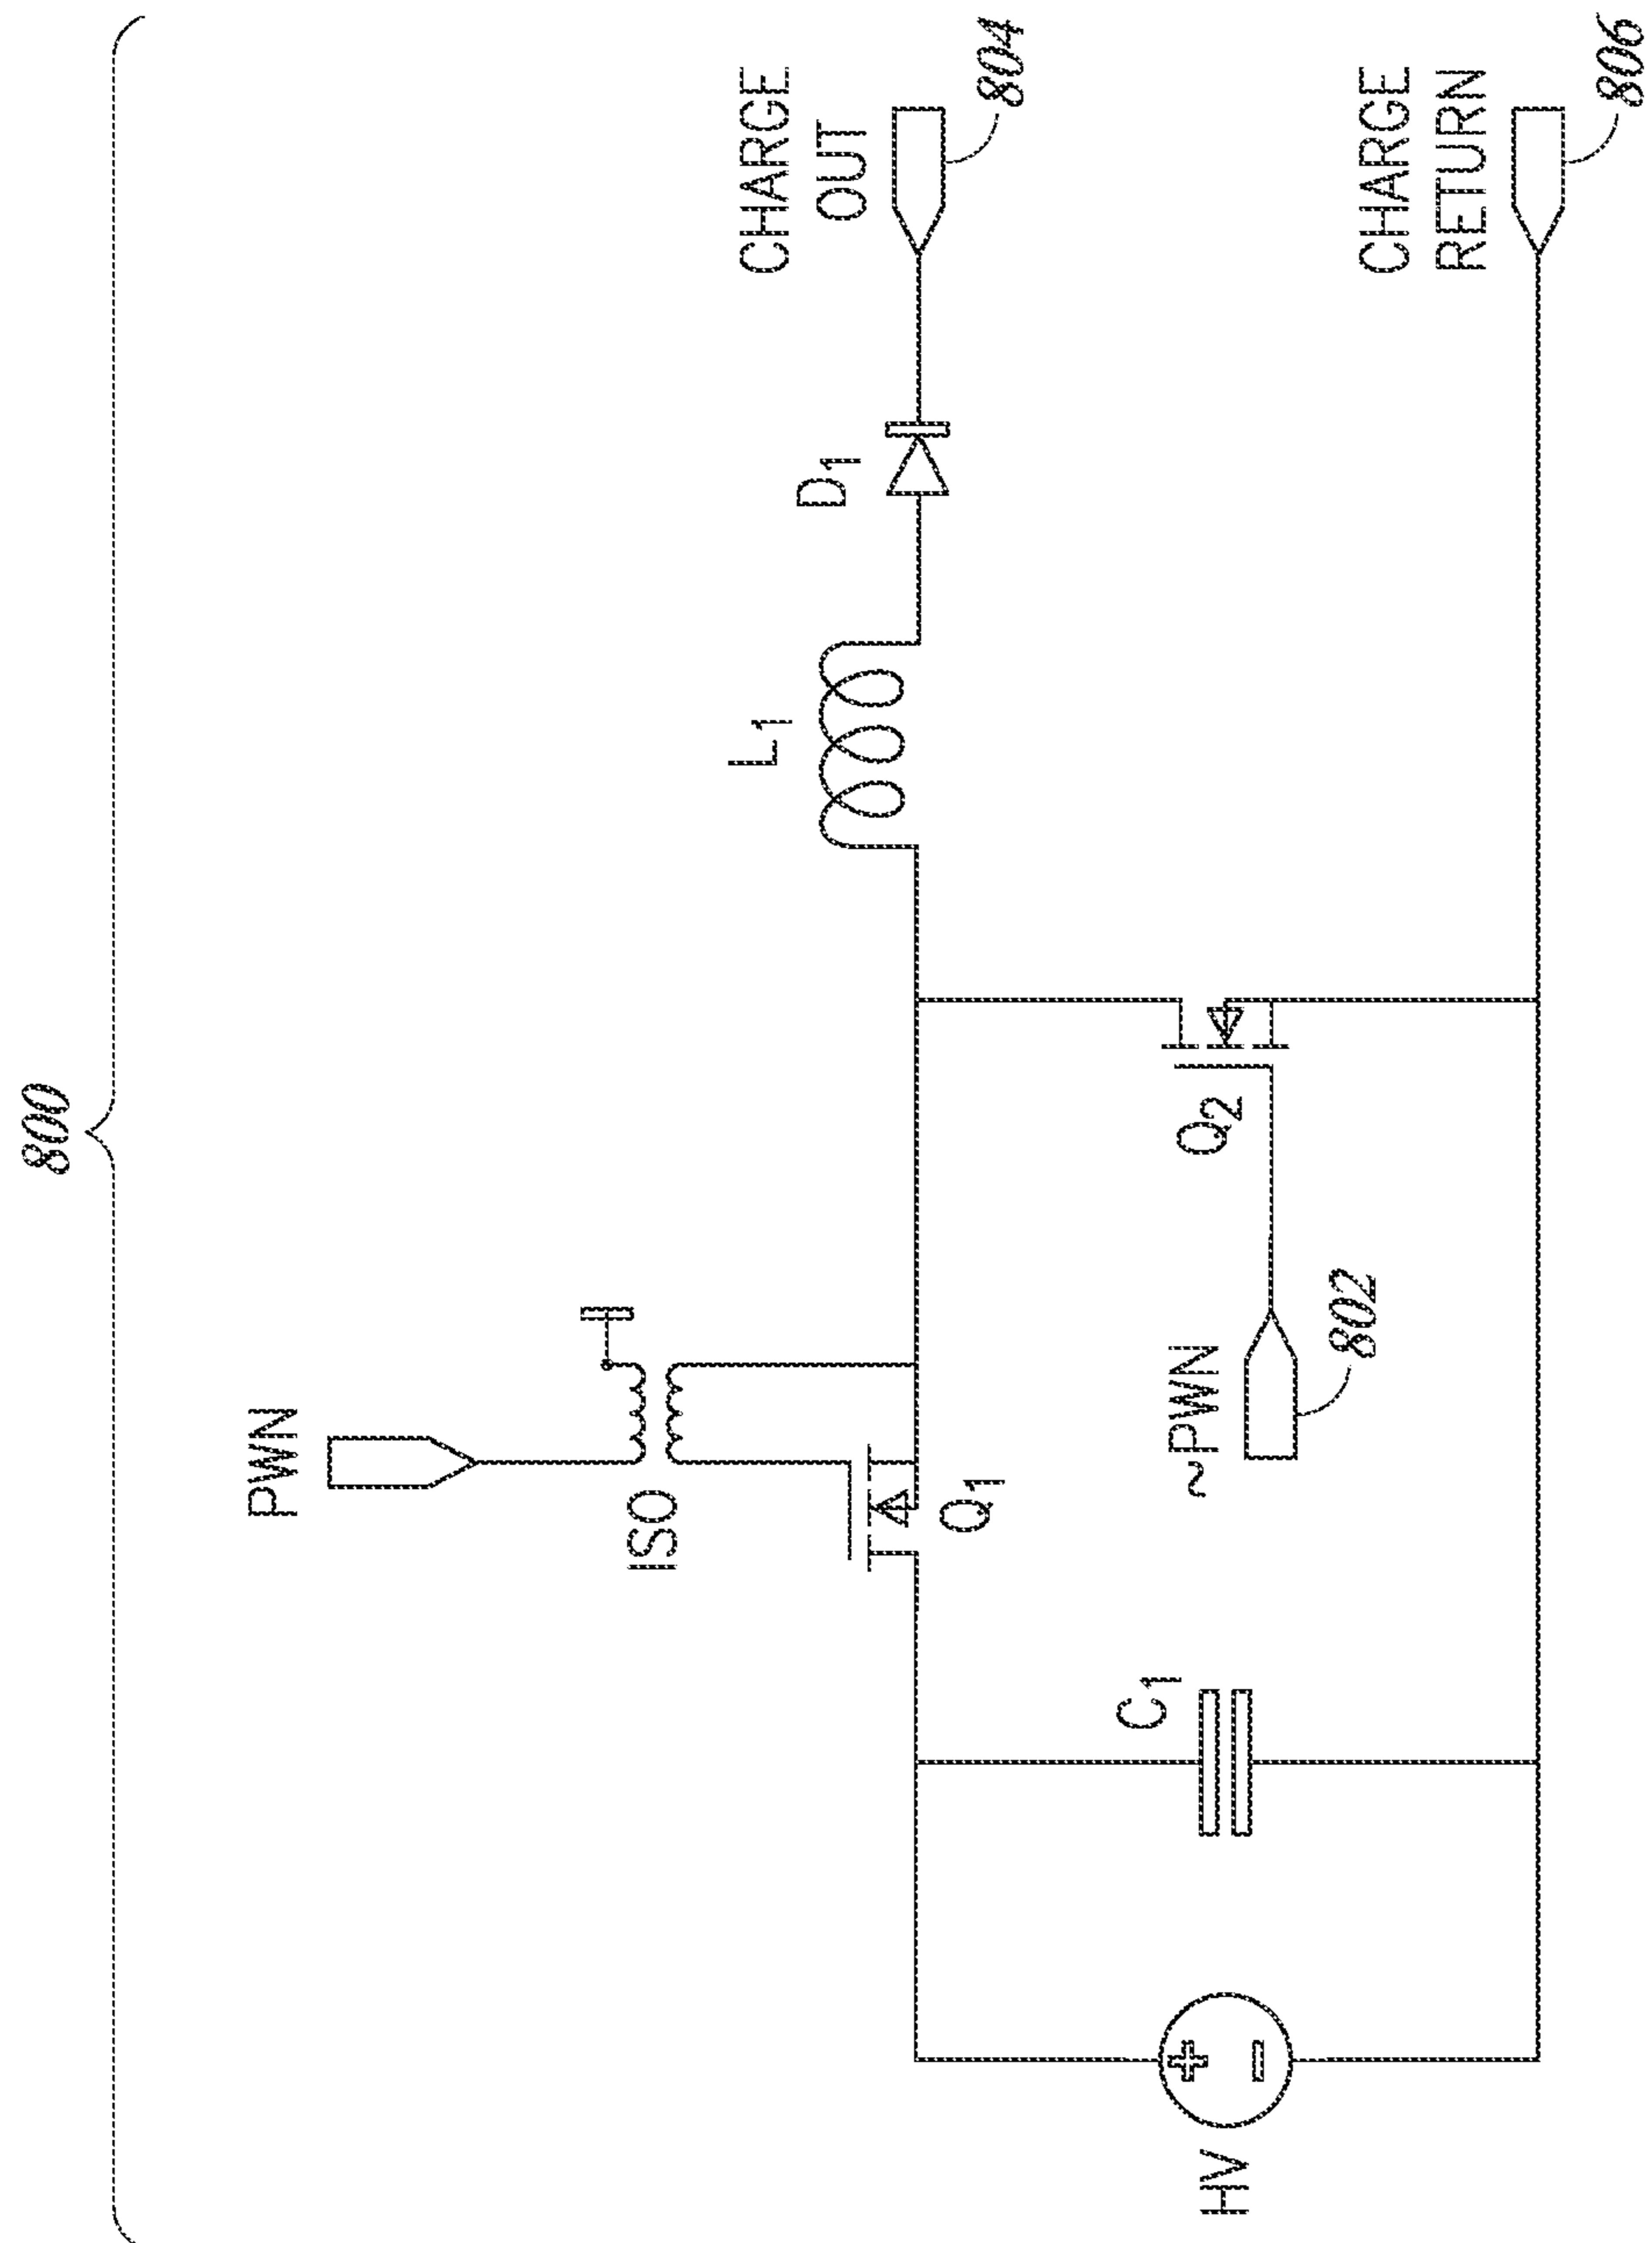 800
PWN
ISO
Q1
CHARGE
OUT
804
L1
D1
HV
C1
~PWN
802
Q2
CHARGE
RETURN
806